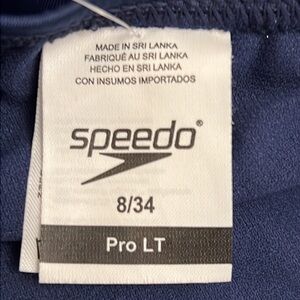 MADE IN SRI LANKA
FABRIQUÉ AU SRI LANKA
HECHO EN SRI LANKA
CON INSUMOS IMPORTADOS
speedo®
8/34
Pro LT